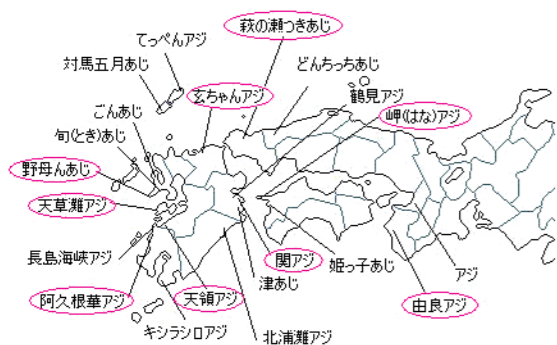 萩の瀬つきあじ
てっぺんアジ
どんちっちあじ
対馬五月あじ
玄ちゃんアジ
鶴見アジ
岬(はな)アジ
ごんあじ
旬(とき)あじ
野母んあじ
天草灘アジ
長島海峡アジ
関アジ
姫っ子あじ
アジ
津あじ
阿久根華アジ
天領アジ
由良アジ
キシラシロアジ
北浦灘アジ